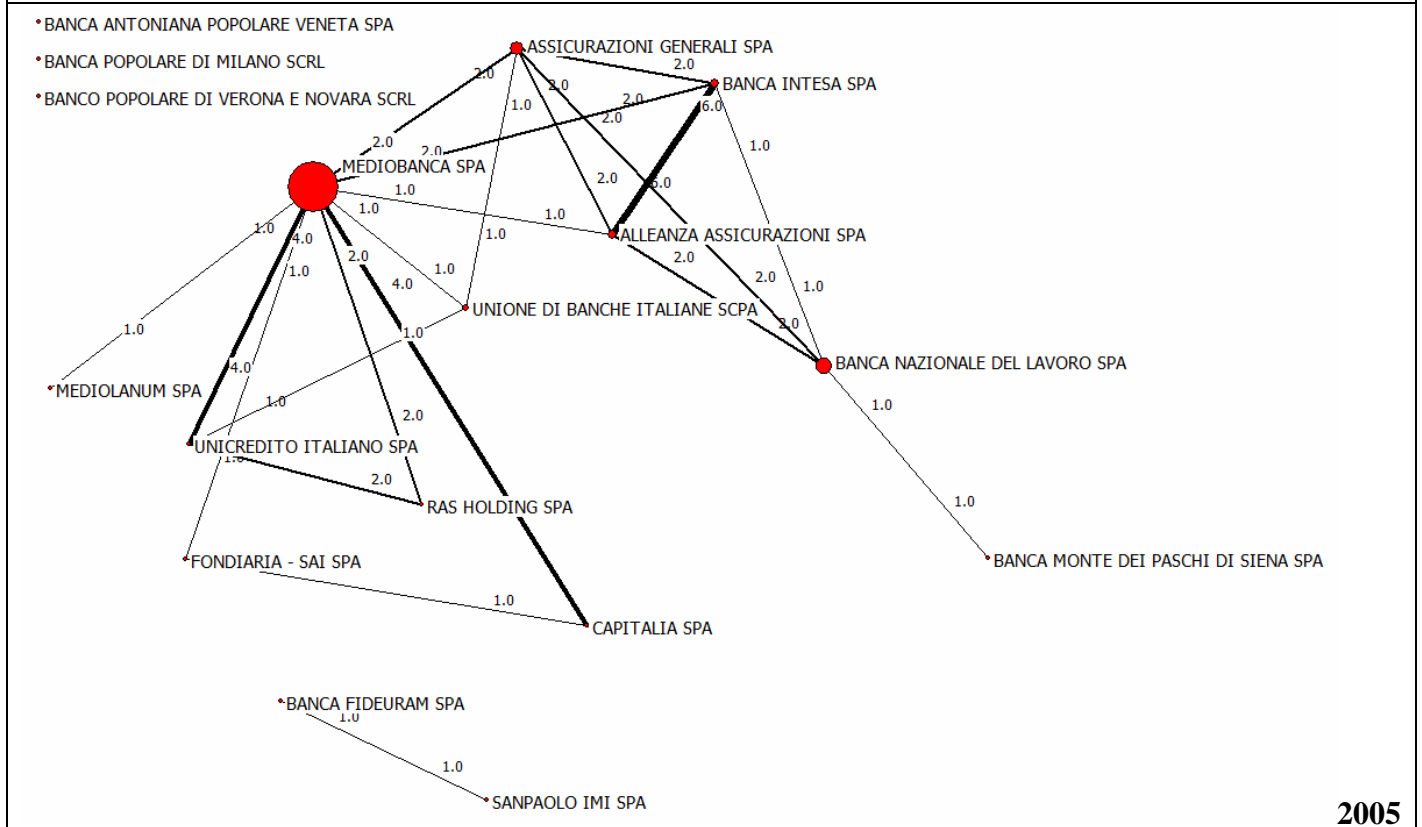 BANCA ANTONIANA POPOLARE VENETA SPA
ASSICURAZIONI GENERALI SPA
BANCA POPOLARE DI MILANO SCRL
2.0
2.0
2.0
BANCA INTESA SPA
BANCO POPOLARE DI VERONA E NOVARA SCRL
2.0
1.0
2.0
6.0
2.0
2.0
2.0
1.0
MEDIOBANCA SPA
1.0
2.0
6.0
1.0
1.0
1.0
4.0
1.0
ALLEANZA ASSICURAZIONI SPA
2.0
2.0
1.0
1.0
4.0
2.0
1.0
UNIONE DI BANCHE ITALIANE SCPA
2.0
1.0
1.0
BANCA NAZIONALE DEL LAVORO SPA
4.0
MEDIOLANUM SPA
1.0
1.0
2.0
UNICREDITO ITALIANO SPA
1.0
2.0
RAS HOLDING SPA
1.0
FONDIARIA - SAI SPA
BANCA MONTE DEI PASCHI DI SIENA SPA
1.0
CAPITALIA SPA
BANCA FIDEURAM SPA
1.0
1.0
SANPAOLO IMI SPA
2005